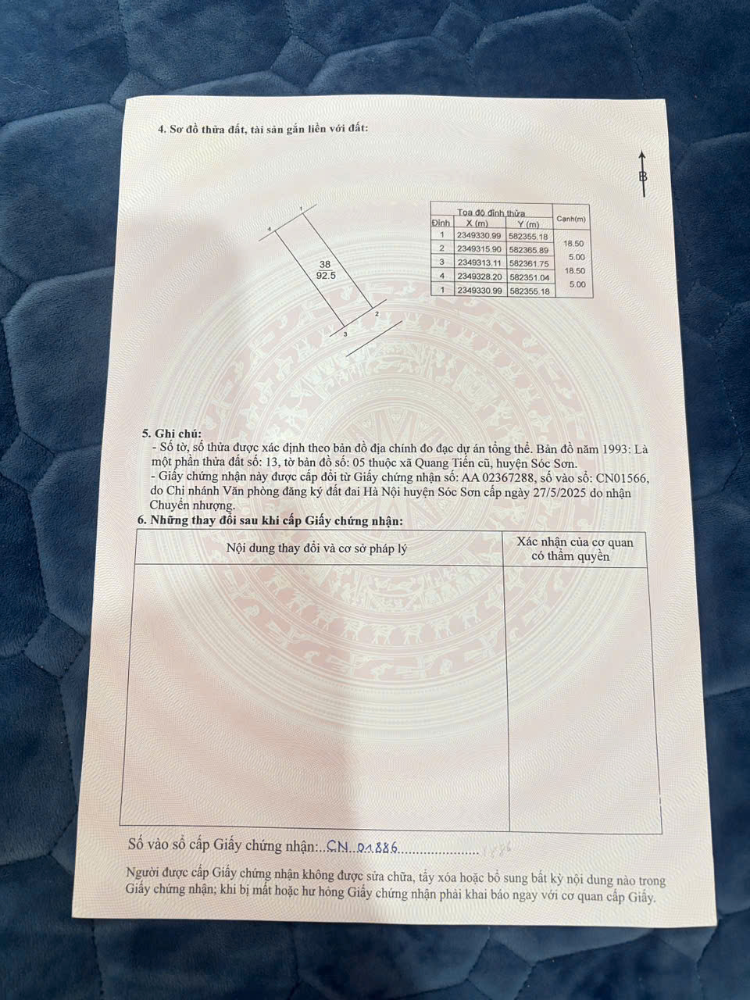 4. Sơ đồ thửa đất, tài sản gắn liền với đất:
B
1
4
38
92.5
2
3
Tọa độ đỉnh thửa Cạnh(m)
Đỉnh X (m) Y (m)
1 2349330.99 582355.18
18.50
2 2349315.90 582365.89
5.00
3 2349313.11 582361.75
18.50
4 2349328.20 582351.04
5.00
1 2349330.99 582355.18
5. Ghi chú:
- Số tờ, số thửa được xác định theo bản đồ địa chính đo đạc dự án tổng thể. Bản đồ năm 1993: Là
một phần thửa đất số: 13, tờ bản đồ số: 05 thuộc xã Quang Tiến cũ, huyện Sóc Sơn.
- Giấy chứng nhận này được cấp đổi từ Giấy chứng nhận số: AA 02367288, số vào sổ: CN01566,
do Chi nhánh Văn phòng đăng ký đất đai Hà Nội huyện Sóc Sơn cấp ngày 27/5/2025 do nhận
Chuyển nhượng.
6. Những thay đổi sau khi cấp Giấy chứng nhận:
Nội dung thay đổi và cơ sở pháp lý
Xác nhận của cơ quan
có thẩm quyền
Số vào sổ cấp Giấy chứng nhận:..CN..01886........................ 1886
Người được cấp Giấy chứng nhận không được sửa chữa, tẩy xóa hoặc bổ sung bất kỳ nội dung nào trong
Giấy chứng nhận; khi bị mất hoặc hư hỏng Giấy chứng nhận phải khai báo ngay với cơ quan cấp Giấy.